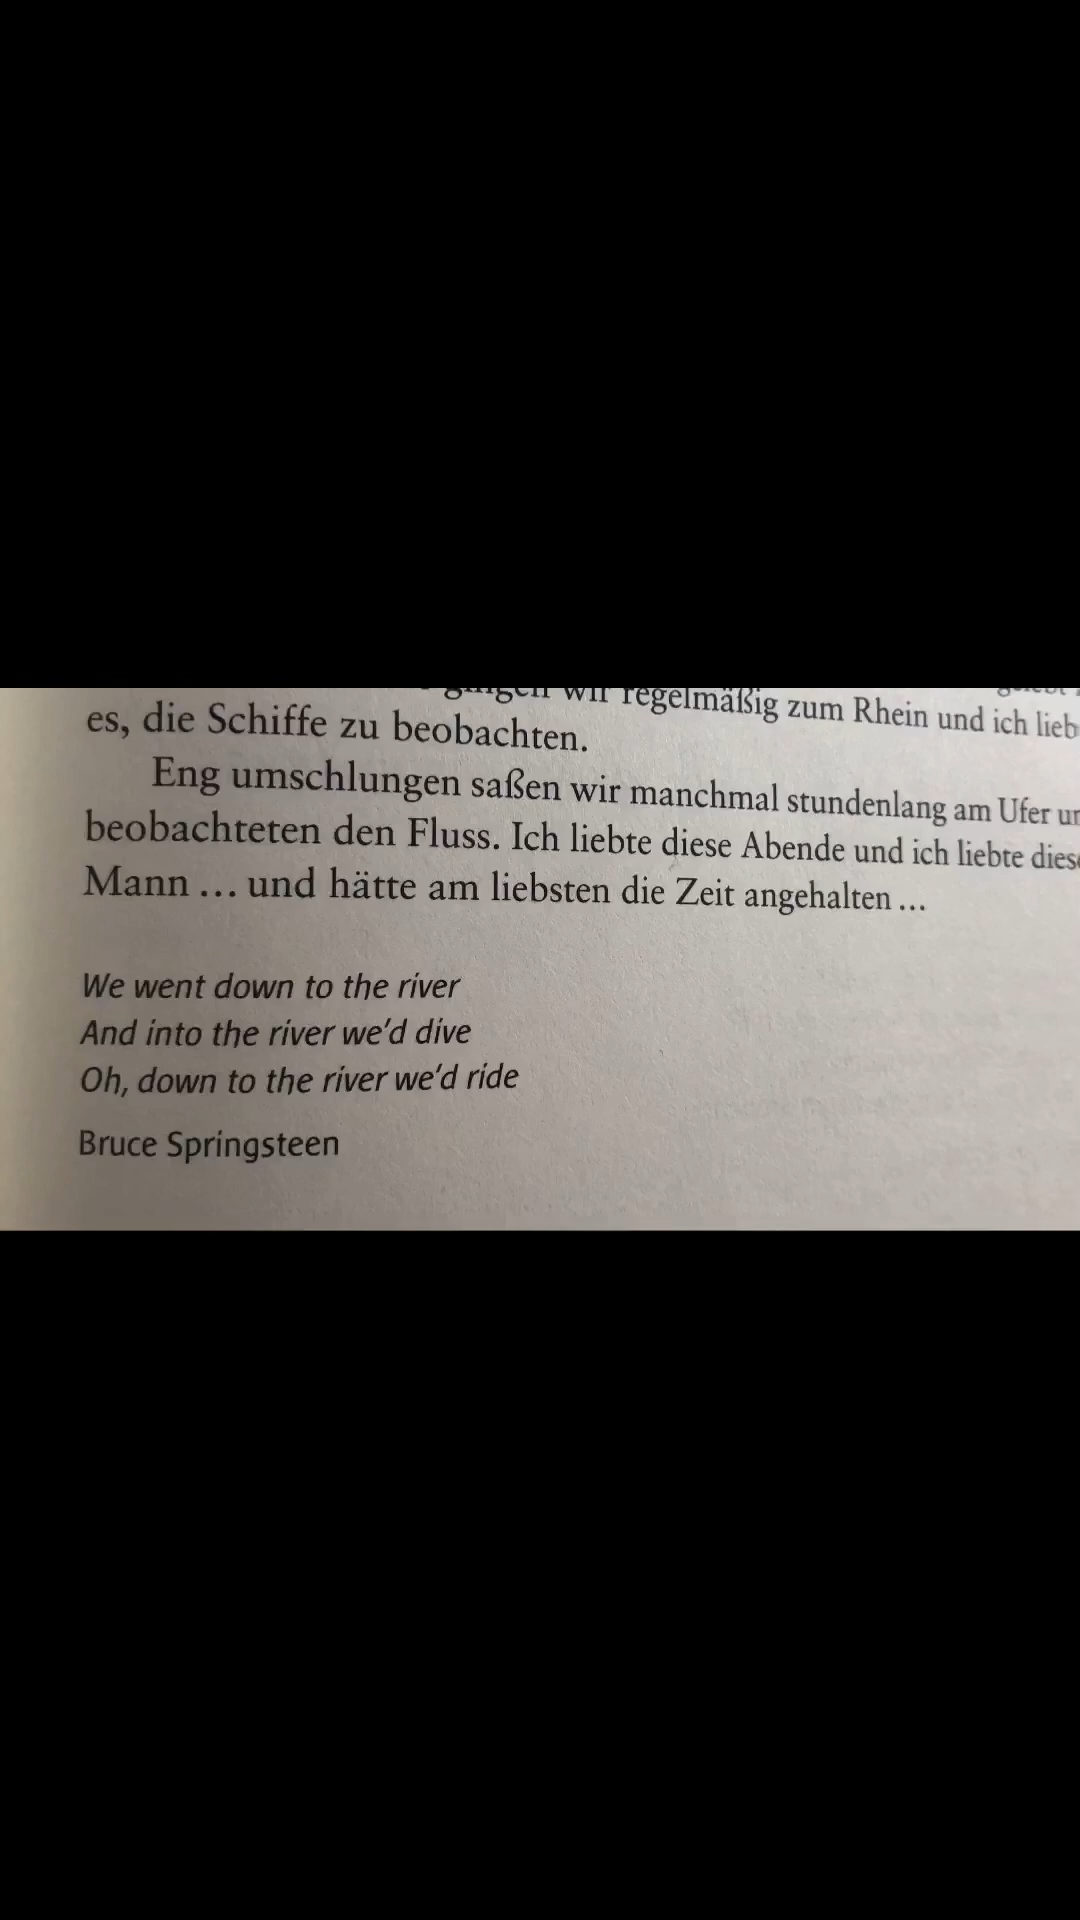 gingen wir regelmäßig zum Rhein und ich lieb
es, die Schiffe zu beobachten.
Eng umschlungen saßen wir manchmal stundenlang am Ufer
beobachteten den Fluss. Ich liebte diese Abende und ich liebte dies
Mann … und hätte am liebsten die Zeit angehalten …
We went down to the river
And into the river we'd dive
Oh, down to the river we'd ride
Bruce Springsteen